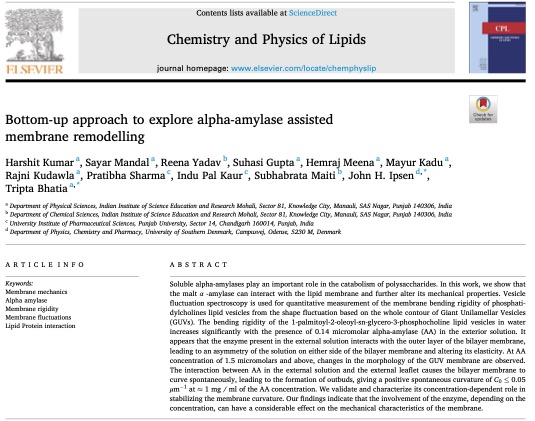 Contents lists available at ScienceDirect
Chemistry and Physics of Lipids
journal homepage: www.elsevier.com/locate/chemphyslip
ELSEVIER
CPL
Check for
updates
Bottom-up approach to explore alpha-amylase assisted
membrane remodelling
Harshit Kumar a, Sayar Mandal a, Reena Yadav b, Suhasi Gupta a, Hemraj Meena a, Mayur Kadu a,
Rajni Kudawla a, Pratibha Sharma c, Indu Pal Kaur c, Subhabrata Maiti b, John H. Ipsen d,*,
Tripta Bhatia a,*
a Department of Physical Sciences, Indian Institute of Science Education and Research Mohali, Sector 81, Knowledge City, Manauli, SAS Nagar, Punjab 140306, India
b Department of Chemical Sciences, Indian Institute of Science Education and Research Mohali, Sector 81, Knowledge City, Manauli, SAS Nagar, Punjab 140306, India
c University Institute of Pharmaceutical Sciences, Punjab University, Sector 14, Chandigarh 160014, Punjab, India
d Department of Physics, Chemistry and Pharmacy, University of Southern Denmark, Campusvej, Odense, 5230 M, Denmark
ARTICLE INFO
Keywords:
Membrane mechanics
Alpha amylase
Membrane rigidity
Membrane fluctuations
Lipid Protein interaction
ABSTRACT
Soluble alpha-amylases play an important role in the catabolism of polysaccharides. In this work, we show that
the malt α -amylase can interact with the lipid membrane and further alter its mechanical properties. Vesicle
fluctuation spectroscopy is used for quantitative measurement of the membrane bending rigidity of phosphati-
dylcholines lipid vesicles from the shape fluctuation based on the whole contour of Giant Unilamellar Vesicles
(GUVs). The bending rigidity of the 1-palmitoyl-2-oleoyl-sn-glycero-3-phosphocholine lipid vesicles in water
increases significantly with the presence of 0.14 micromolar alpha-amylase (AA) in the exterior solution. It
appears that the enzyme present in the external solution interacts with the outer layer of the bilayer membrane,
leading to an asymmetry of the solution on either side of the bilayer membrane and altering its elasticity. At AA
concentration of 1.5 micromolars and above, changes in the morphology of the GUV membrane are observed.
The interaction between AA in the external solution and the external leaflet causes the bilayer membrane to
curve spontaneously, leading to the formation of outbuds, giving a positive spontaneous curvature of C0 ≤ 0.05
μm−1 at ≈ 1 mg / ml of the AA concentration. We validate and characterize its concentration-dependent role in
stabilizing the membrane curvature. Our findings indicate that the involvement of the enzyme, depending on the
concentration, can have a considerable effect on the mechanical characteristics of the membrane.